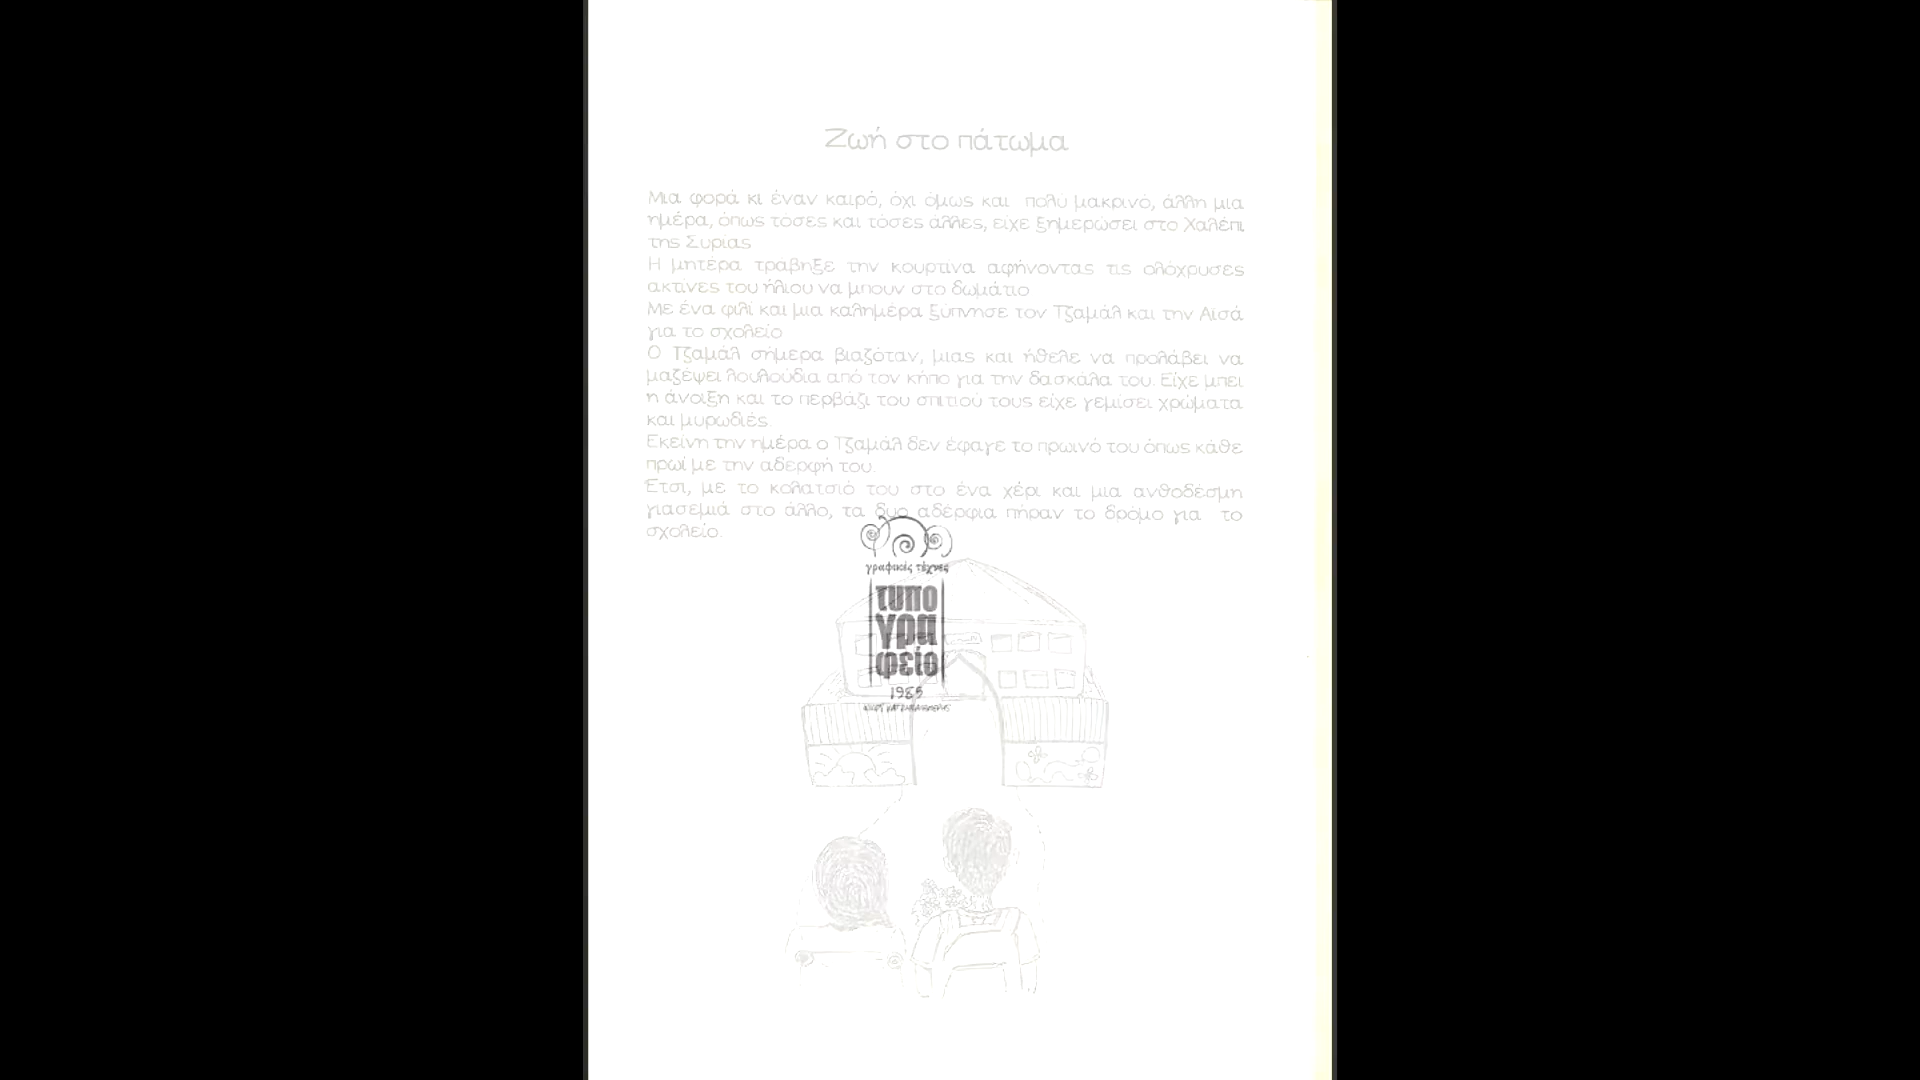 Ζωή στο πάτωμα
Μια φορά κι έναν καιρό, όχι όμως και πολύ μακρινό, άλλη μια
ημέρα, όπως τόσες και τόσες άλλες, είχε ξημερώσει στο Χαλέπι
της Συρίας
Η μητέρα τράβηξε την κουρτίνα αφήνοντας τις ολόχρυσες
ακτίνες του ήλιου να μπουν στο δωμάτιο
Με ένα φιλί και μια καλημέρα ξύπνησε τον Τζαμάλ και την Αϊσά
για το σχολείο
Ο Τζαμάλ σήμερα βιαζόταν, μιας και ήθελε να προλάβει να
μαζέψει λουλούδια από τον κήπο για την δασκάλα του. Είχε μπει
η άνοιξη και το περβάζι του σπιτιού τους είχε γεμίσει χρώματα
και μυρωδιές.
Εκείνη την ημέρα ο Τζαμάλ δεν έφαγε το πρωινό του όπως κάθε
πρωί με την αδερφή του.
Έτσι, με το κολατσιό του στο ένα χέρι και μια ανθοδέσμη
γιασεμιά στο άλλο, τα δυο αδέρφια πήραν το δρόμο για το
σχολείο.
γραφικές τέχνες
τυπο
γρα
φείο
1985